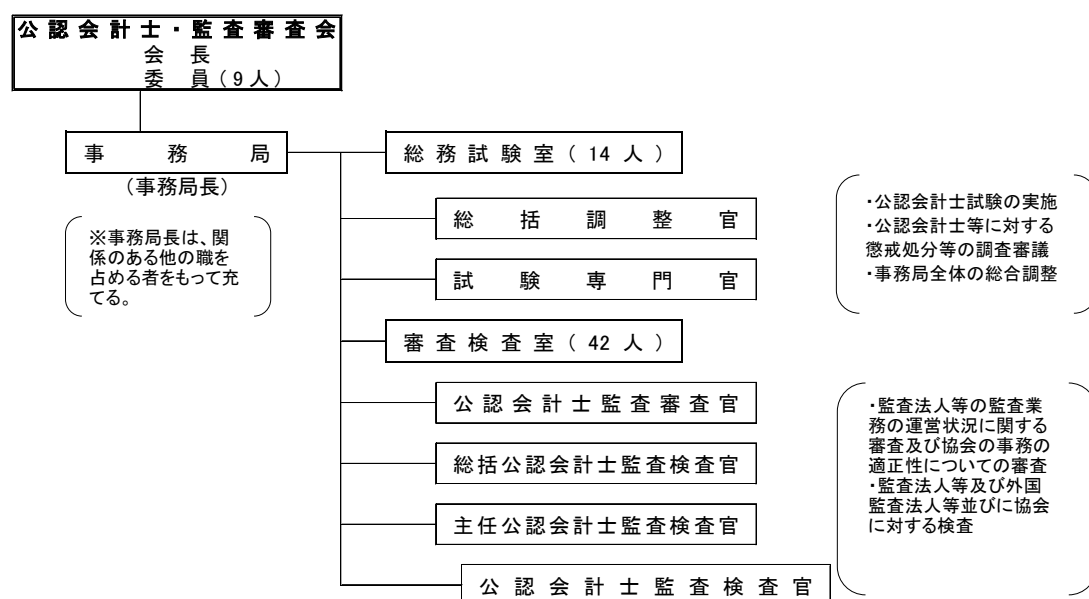 公認会計士・監査審査会
会長
委員（9人）
事務局
（事務局長）
※事務局長は、関
係のある他の職を
占める者をもって充
てる。
総務試験室（14人）
総括調整官
試験専門官
・公認会計士試験の実施
・公認会計士等に対する
懲戒処分等の調査審議
・事務局全体の総合調整
審査検査室（42人）
公認会計士監査審査官
総括公認会計士監査検査官
主任公認会計士監査検査官
公認会計士監査検査官
・監査法人等の監査業
務の運営状況に関する
審査及び協会の事務の
適正性についての審査
・監査法人等及び外国
監査法人等並びに協会
に対する検査